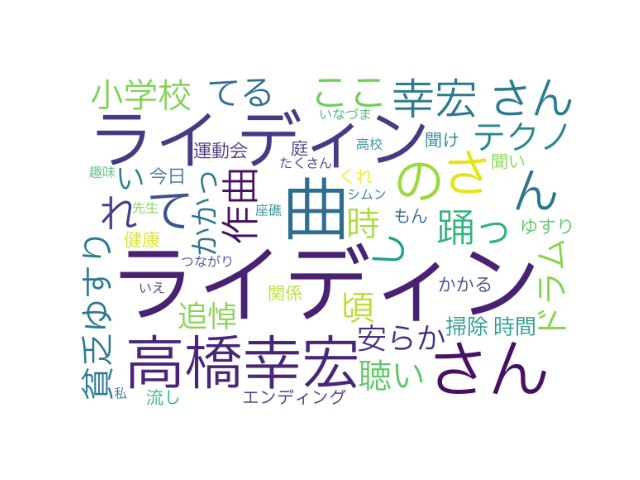 小学校
てる
ここ
幸宏 さん
いなづま
ライディン
テクノ
運動会
庭
高校
聞け
たくさん
聞い
趣味
い
今日
かかっ
作曲
曲
くれ
の
さ
ん
シムン
れ
て
先生
座礁
時
もん
踊っ
ゆすり
健康
し
つながり
ライディン
かかる
ドラム
貧乏ゆすり
いえ
関係
頃
追悼
安らか
掃除 時間
高橋幸宏
聴い
さん
私
流し
エンディング